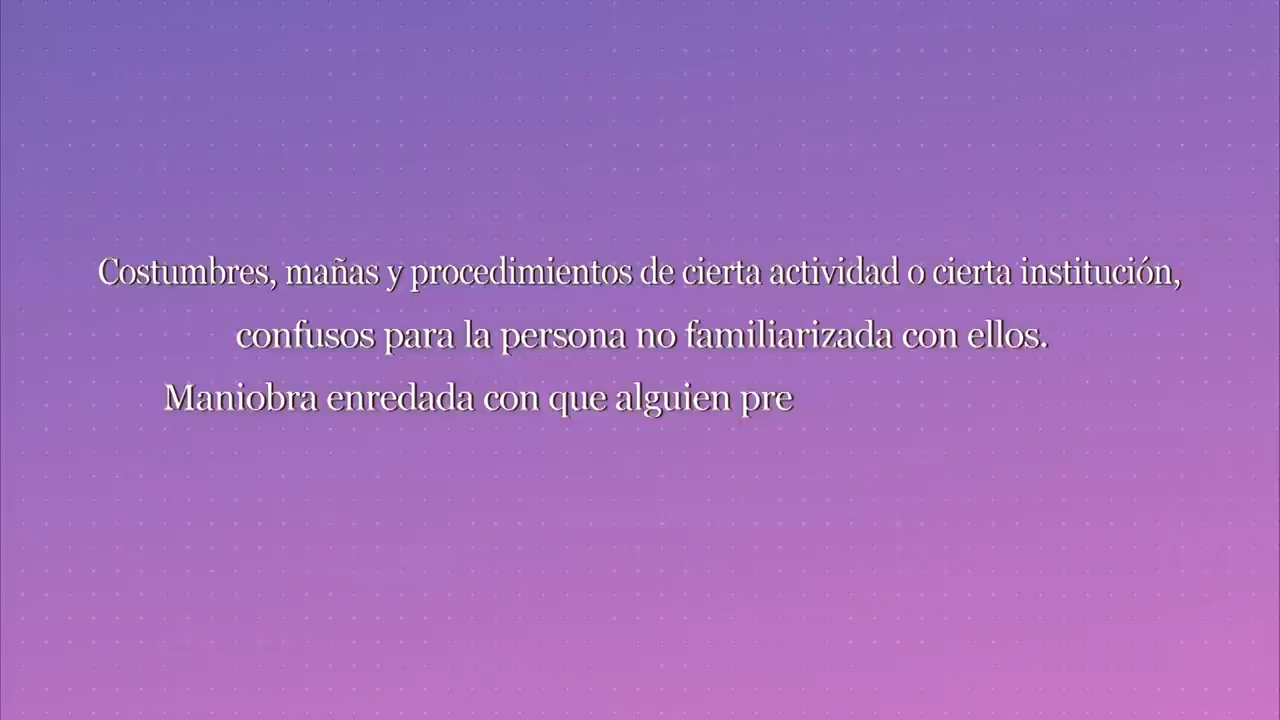 Costumbres, mañas y procedimientos de cierta actividad o cierta institución,
confusos para la persona no familiarizada con ellos.
Maniobra enredada con que alguien pre